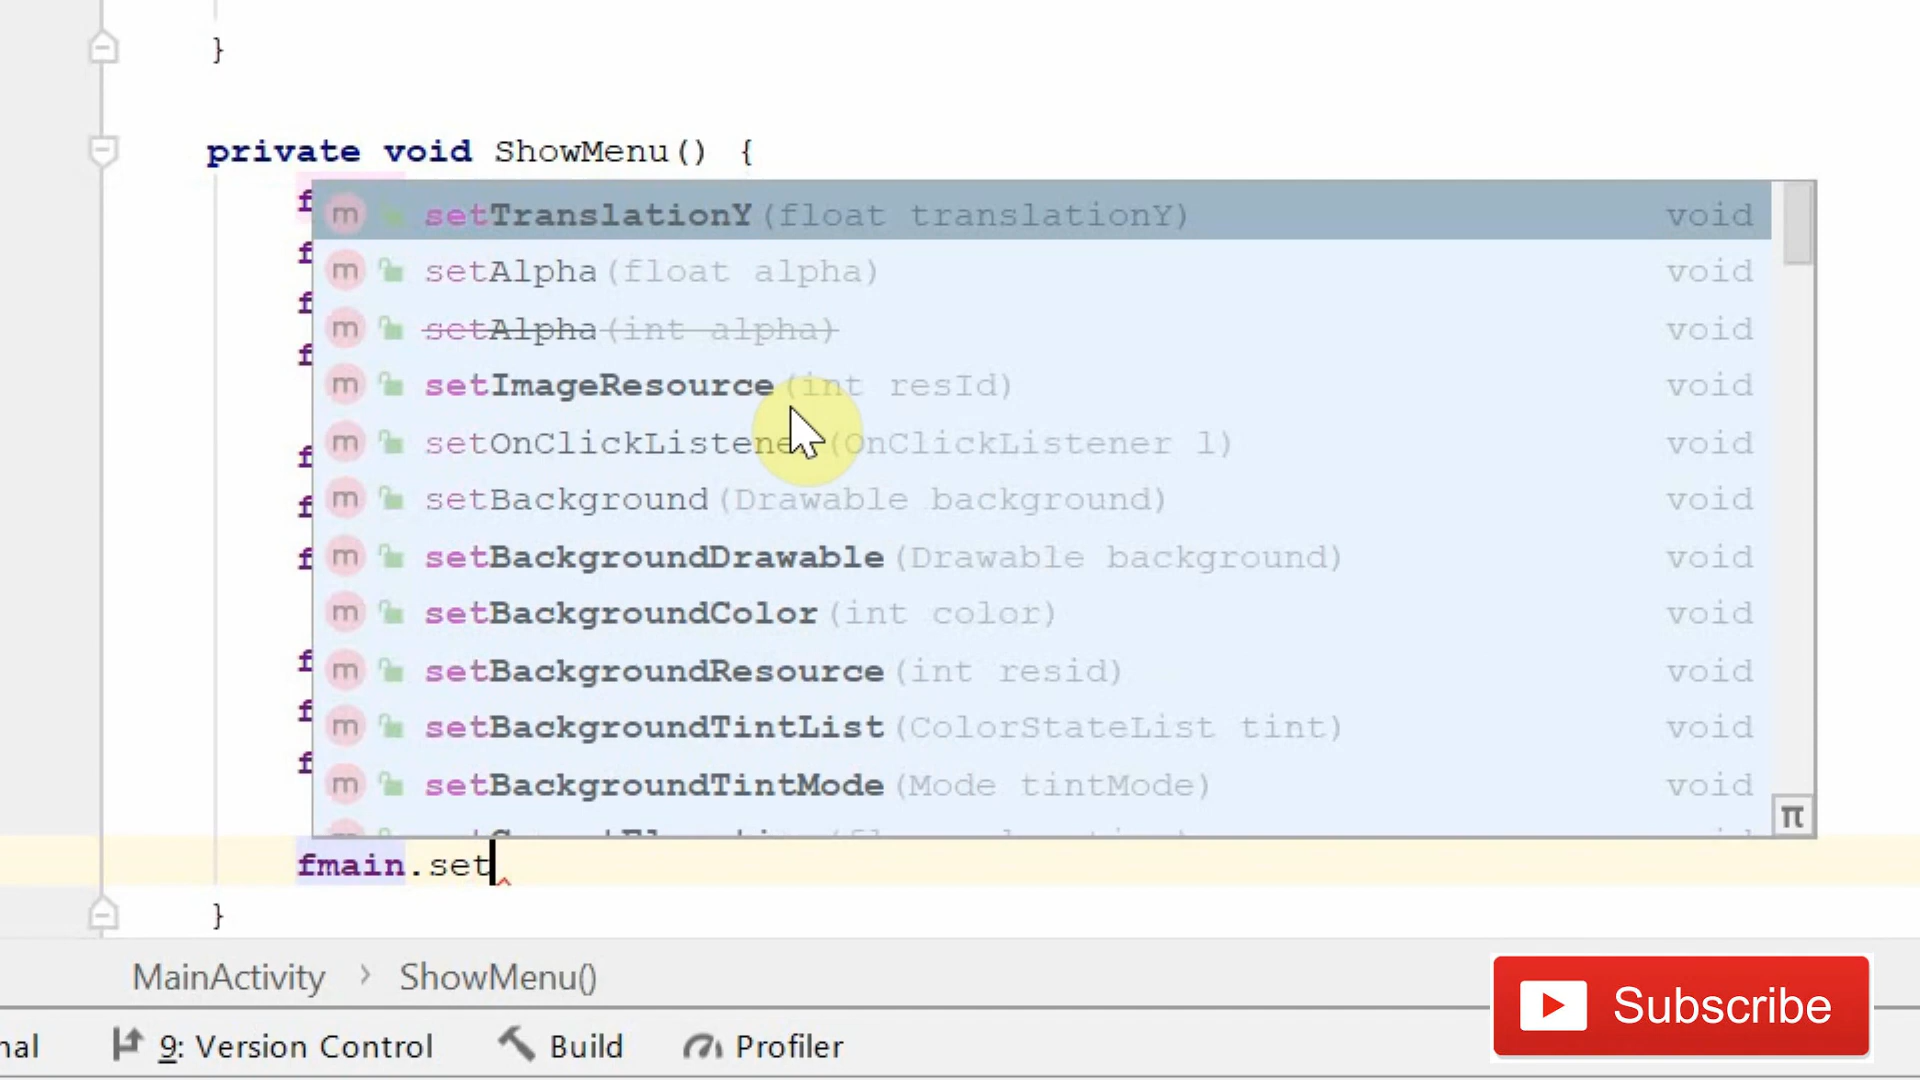 }
private void ShowMenu() {
f
m setTranslationY(float translationY) void
f
m setAlpha(float alpha) void
f
m setAlpha(int alpha) void
f
m setImageResource(int resId) void
m setOnClickListener(OnClickListener l) void
f
m setBackground(Drawable background) void
f
m setBackgroundDrawable(Drawable background) void
f
m setBackgroundColor(int color) void
f
m setBackgroundResource(int resid) void
f
m setBackgroundTintList(ColorStateList tint) void
f
m setBackgroundTintMode(Mode tintMode) void
π
fmain.set
}
MainActivity › ShowMenu()
nal 9: Version Control Build Profiler
Subscribe